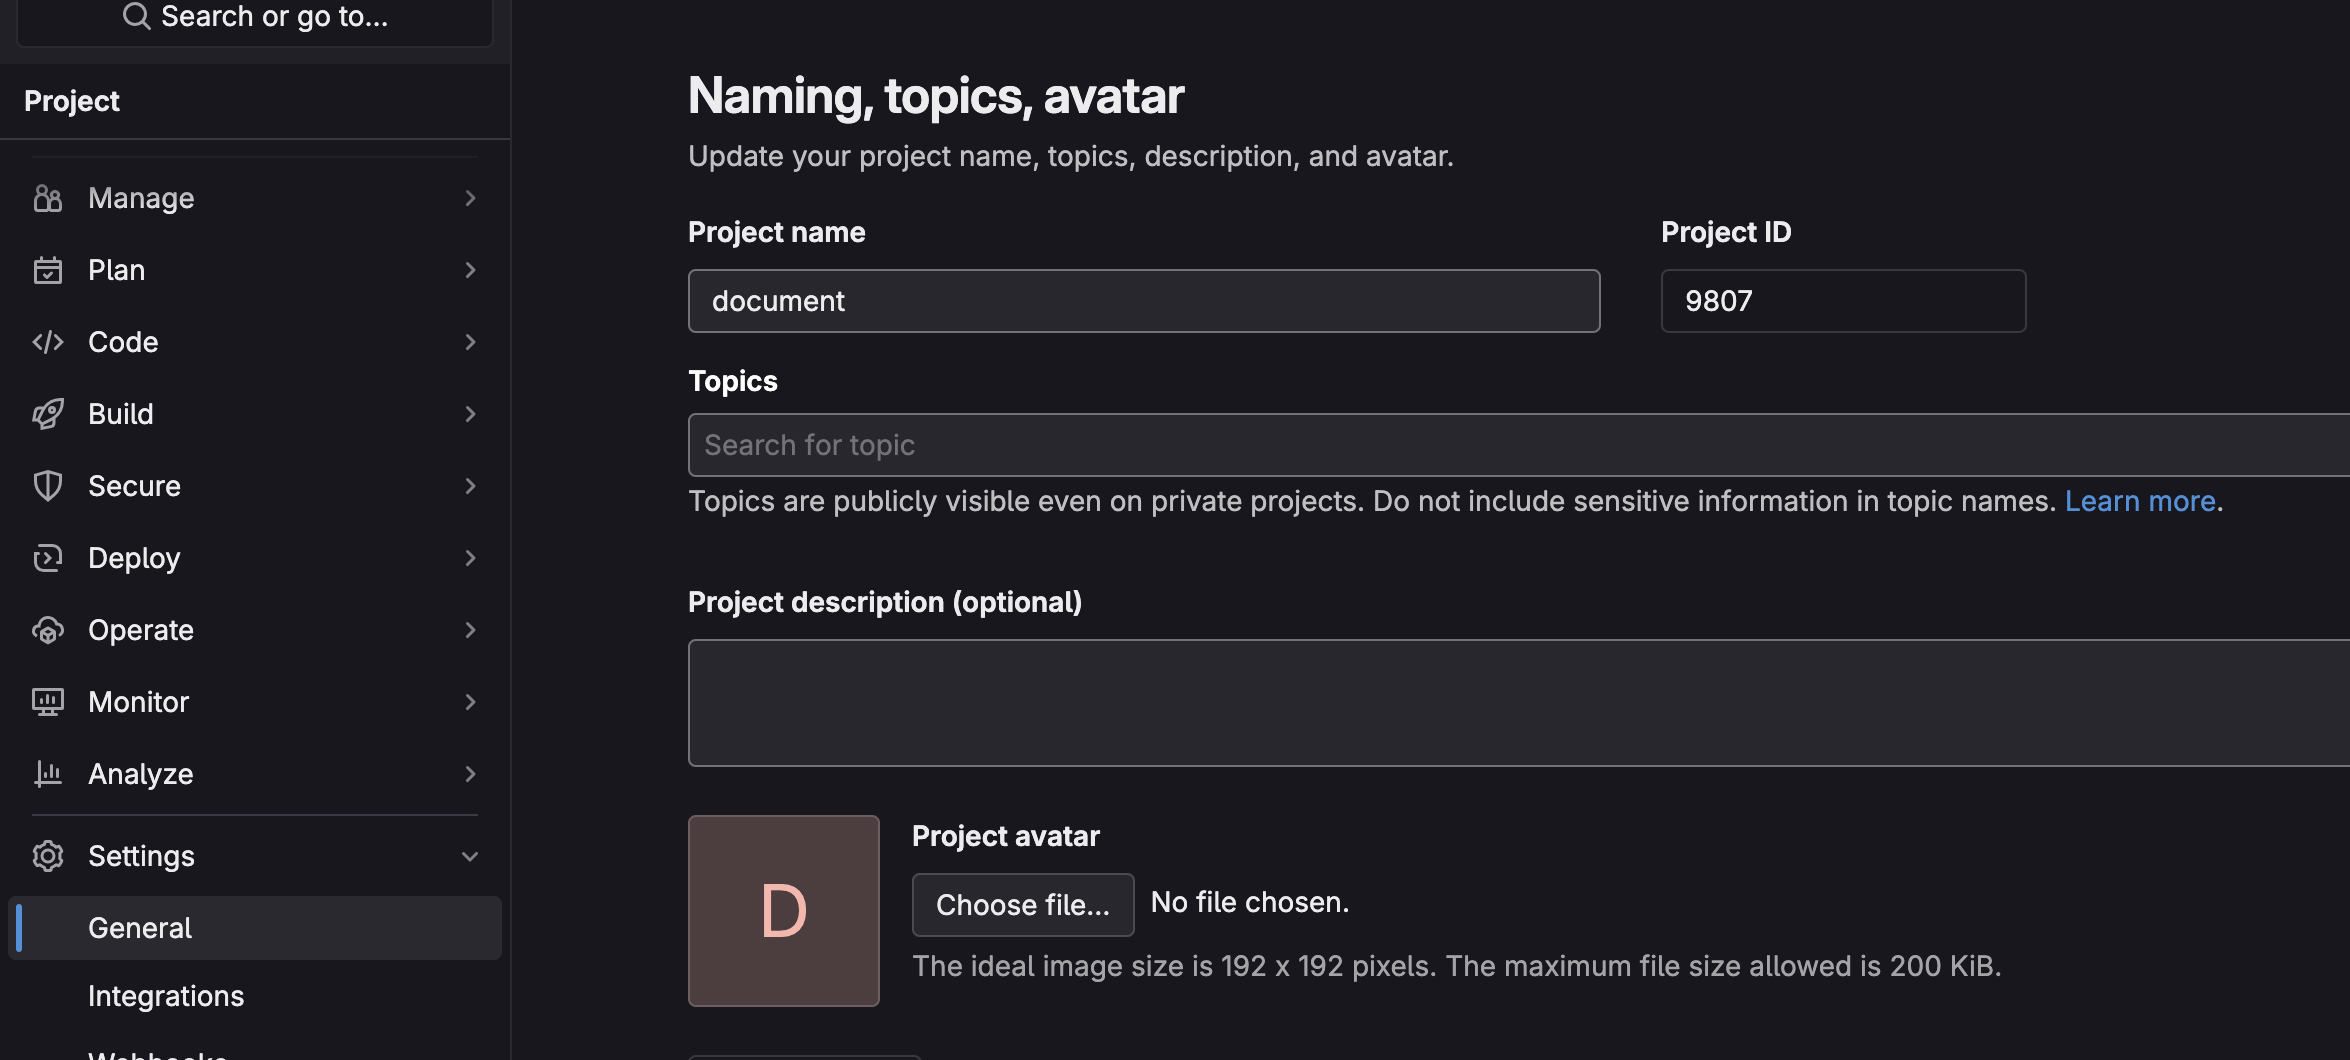 Search or go to...
Project
Manage
Plan
Code
Build
Secure
Deploy
Operate
Monitor
Analyze
Settings
General
Integrations
Webhooks
Naming, topics, avatar
Update your project name, topics, description, and avatar.
Project name
Project ID
document
9807
Topics
Search for topic
Topics are publicly visible even on private projects. Do not include sensitive information in topic names. Learn more.
Project description (optional)
D
Project avatar
Choose file...
No file chosen.
The ideal image size is 192 x 192 pixels. The maximum file size allowed is 200 KiB.